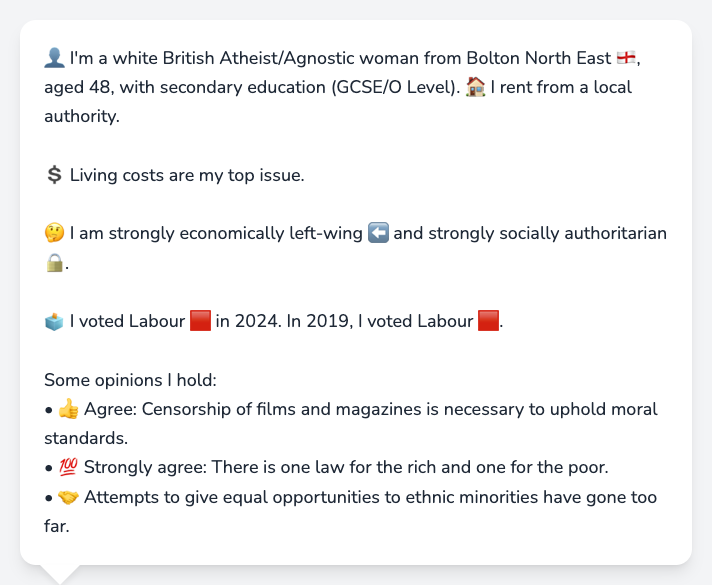 👤 I'm a white British Atheist/Agnostic woman from Bolton North East 🏴󠁧󠁢󠁥󠁮󠁧󠁿,
aged 48, with secondary education (GCSE/O Level). 🏠 I rent from a local
authority.
💲 Living costs are my top issue.
🤔 I am strongly economically left-wing ⬅️ and strongly socially authoritarian
🔒.
🗳️ I voted Labour 🟥 in 2024. In 2019, I voted Labour 🟥.
Some opinions I hold:
• 👍 Agree: Censorship of films and magazines is necessary to uphold moral
standards.
• 💯 Strongly agree: There is one law for the rich and one for the poor.
• 🤝 Attempts to give equal opportunities to ethnic minorities have gone too
far.